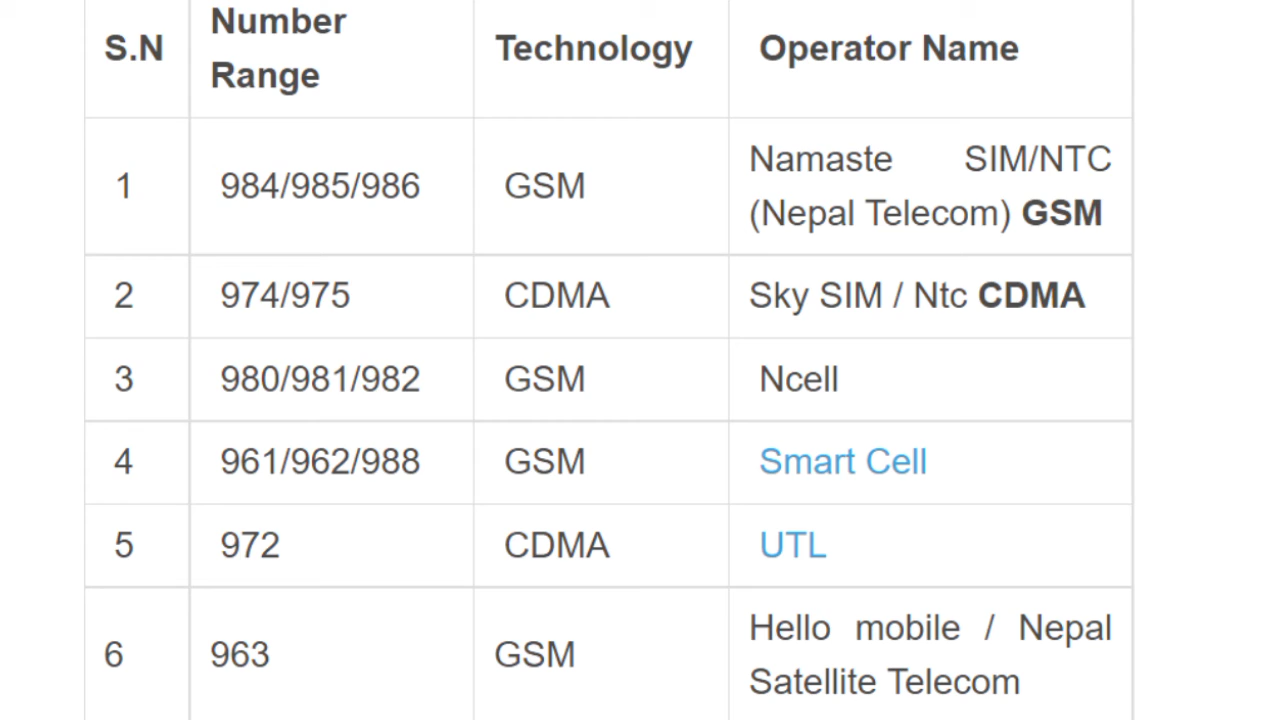 S.N Number Range Technology Operator Name
1 984/985/986 GSM Namaste SIM/NTC (Nepal Telecom) GSM
2 974/975 CDMA Sky SIM / Ntc CDMA
3 980/981/982 GSM Ncell
4 961/962/988 GSM Smart Cell
5 972 CDMA UTL
6 963 GSM Hello mobile / Nepal Satellite Telecom